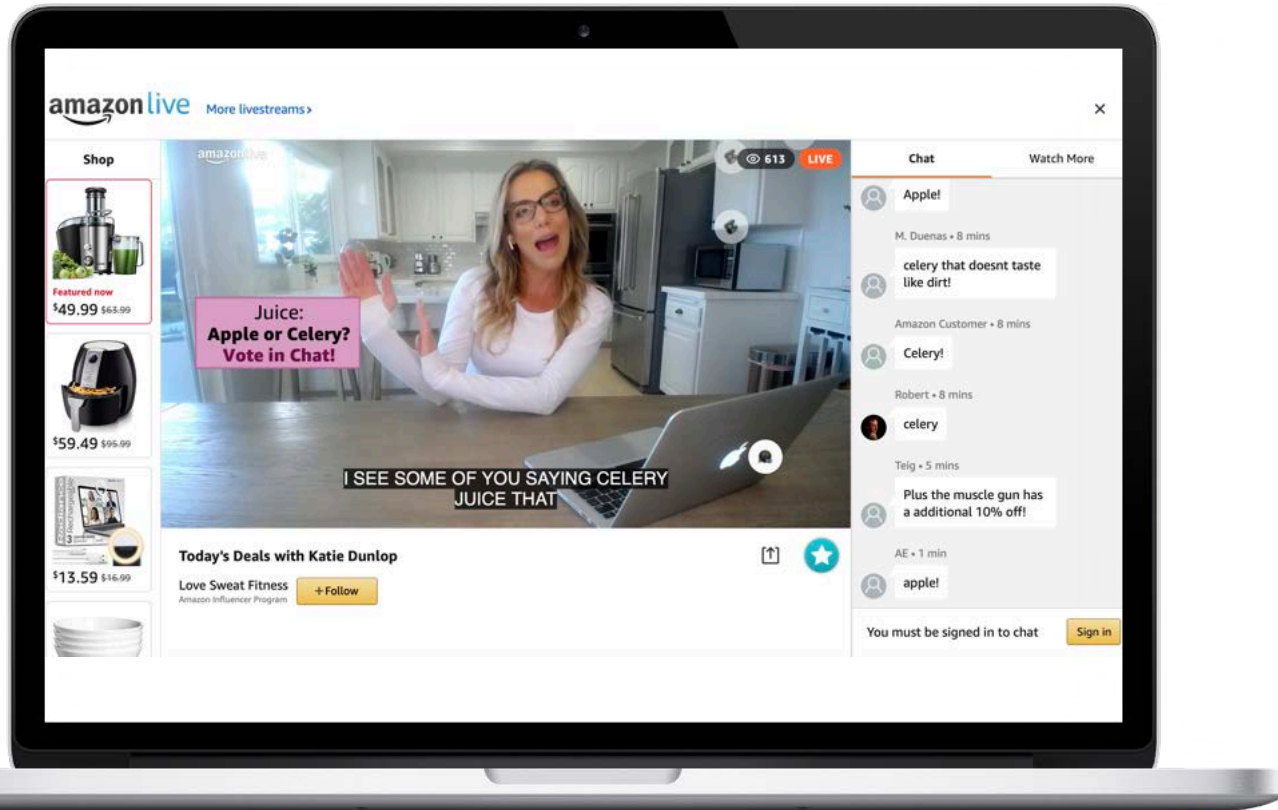 amazon live
More livestreams›
×
Shop
Featured now
$49.99 $63.99
$59.49 $95.99
$13.59 $16.99
amazon live
613
LIVE
Juice:
Apple or Celery?
Vote in Chat!
I SEE SOME OF YOU SAYING CELERY
JUICE THAT
Today's Deals with Katie Dunlop
Love Sweat Fitness
Amazon Influencer Program
+Follow
Chat
Watch More
Apple!
M. Duenas • 8 mins
celery that doesnt taste
like dirt!
Amazon Customer • 8 mins
Celery!
Robert • 8 mins
celery
Teig • 5 mins
Plus the muscle gun has
a additional 10% off!
AE • 1 min
apple!
You must be signed in to chat
Sign in